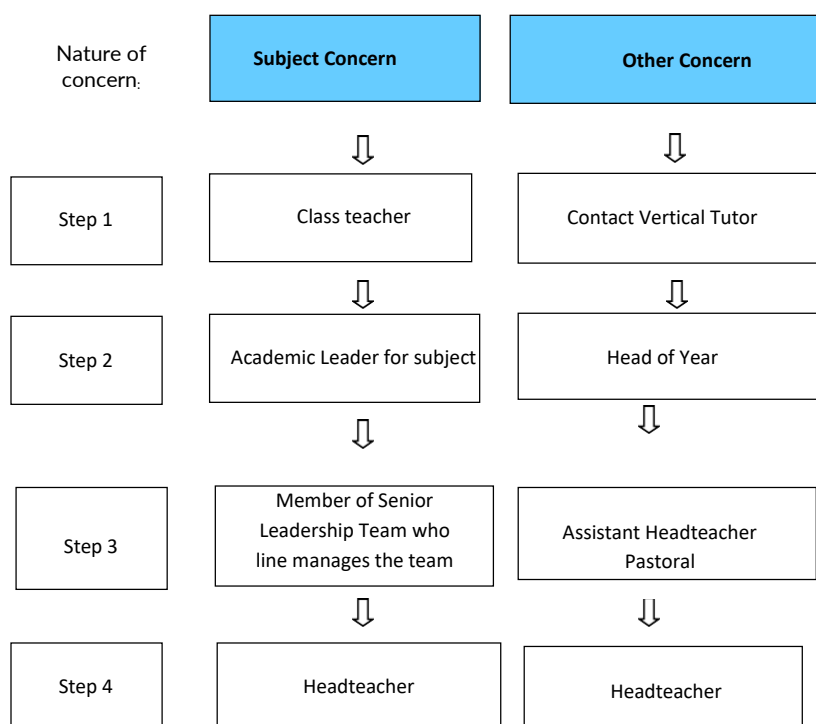 Nature of
concern:
Subject Concern
Other Concern
Step 1
Class teacher
Contact Vertical Tutor
Step 2
Academic Leader for subject
Head of Year
Step 3
Member of Senior
Leadership Team who
line manages the team
Assistant Headteacher
Pastoral
Step 4
Headteacher
Headteacher